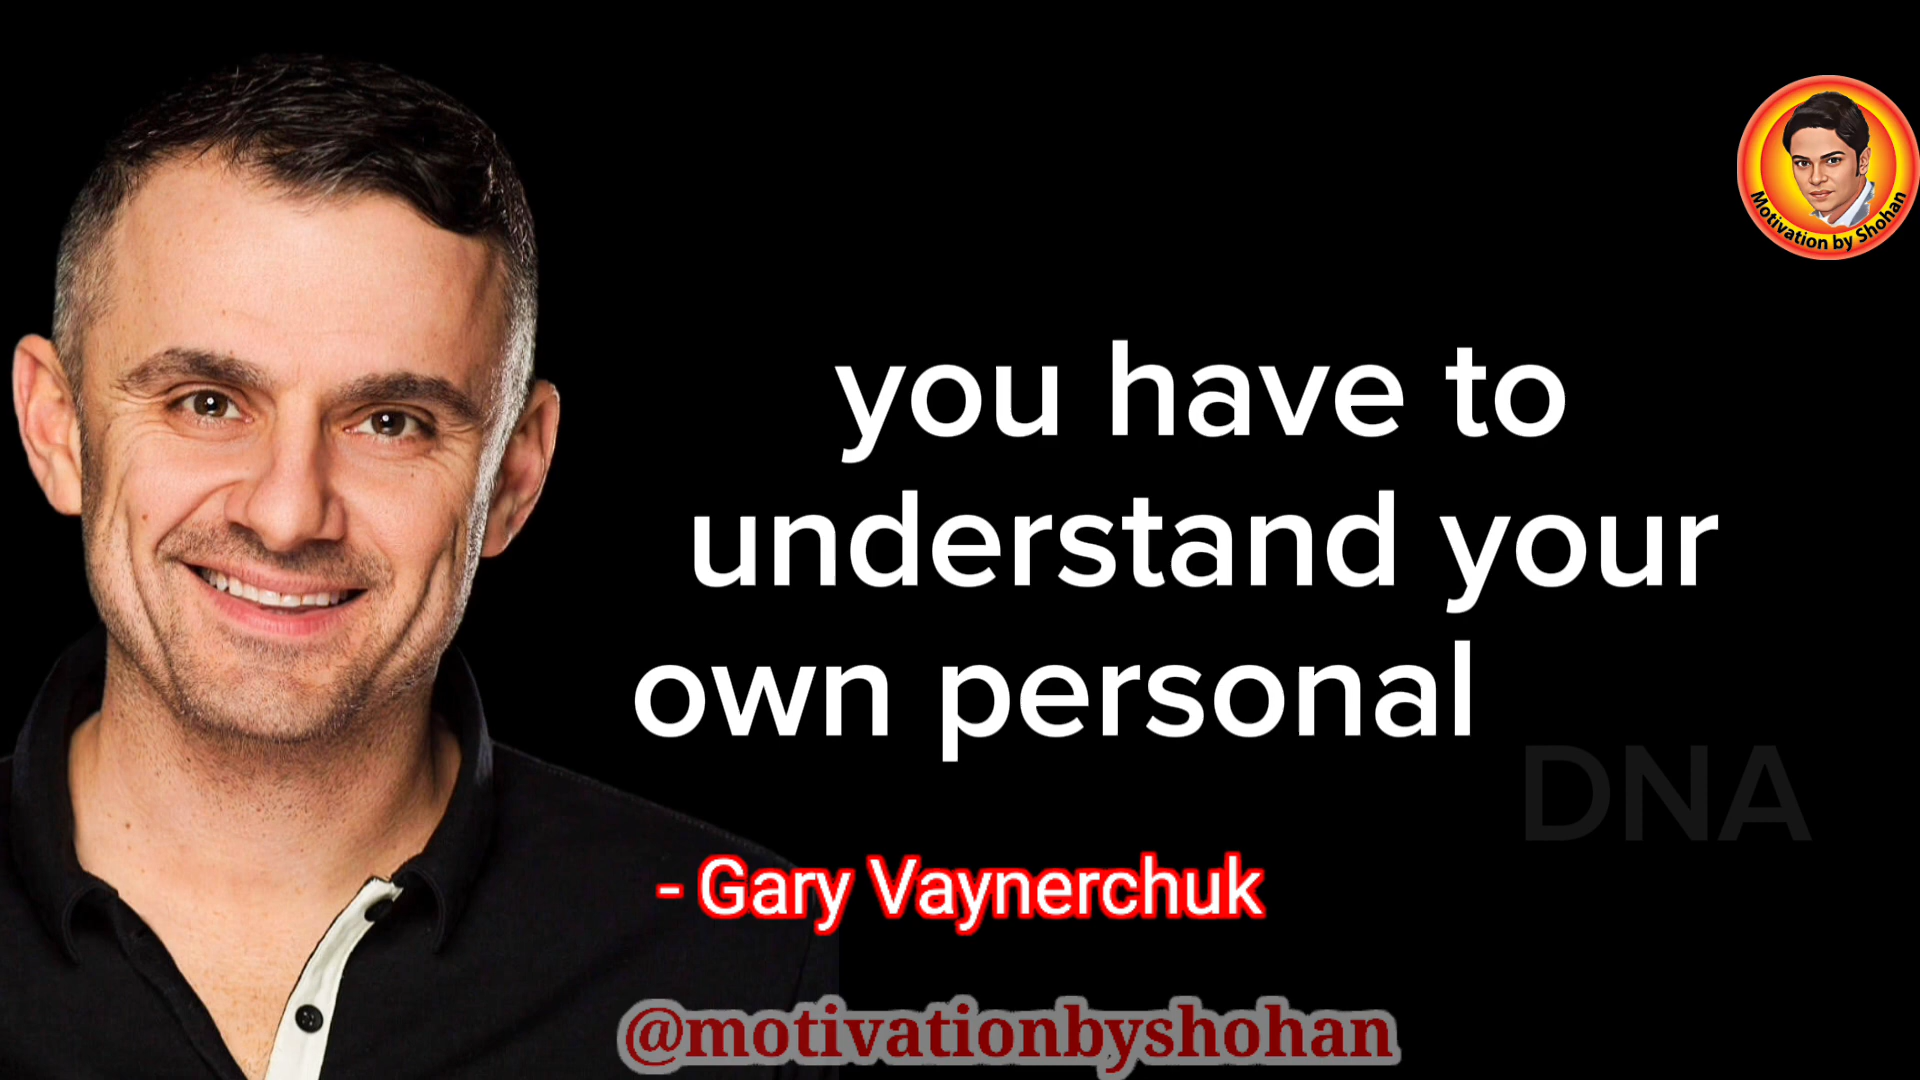 Motivation by Shohan
you have to
understand your
own personal
DNA
- Gary Vaynerchuk
@motivationbyshohan